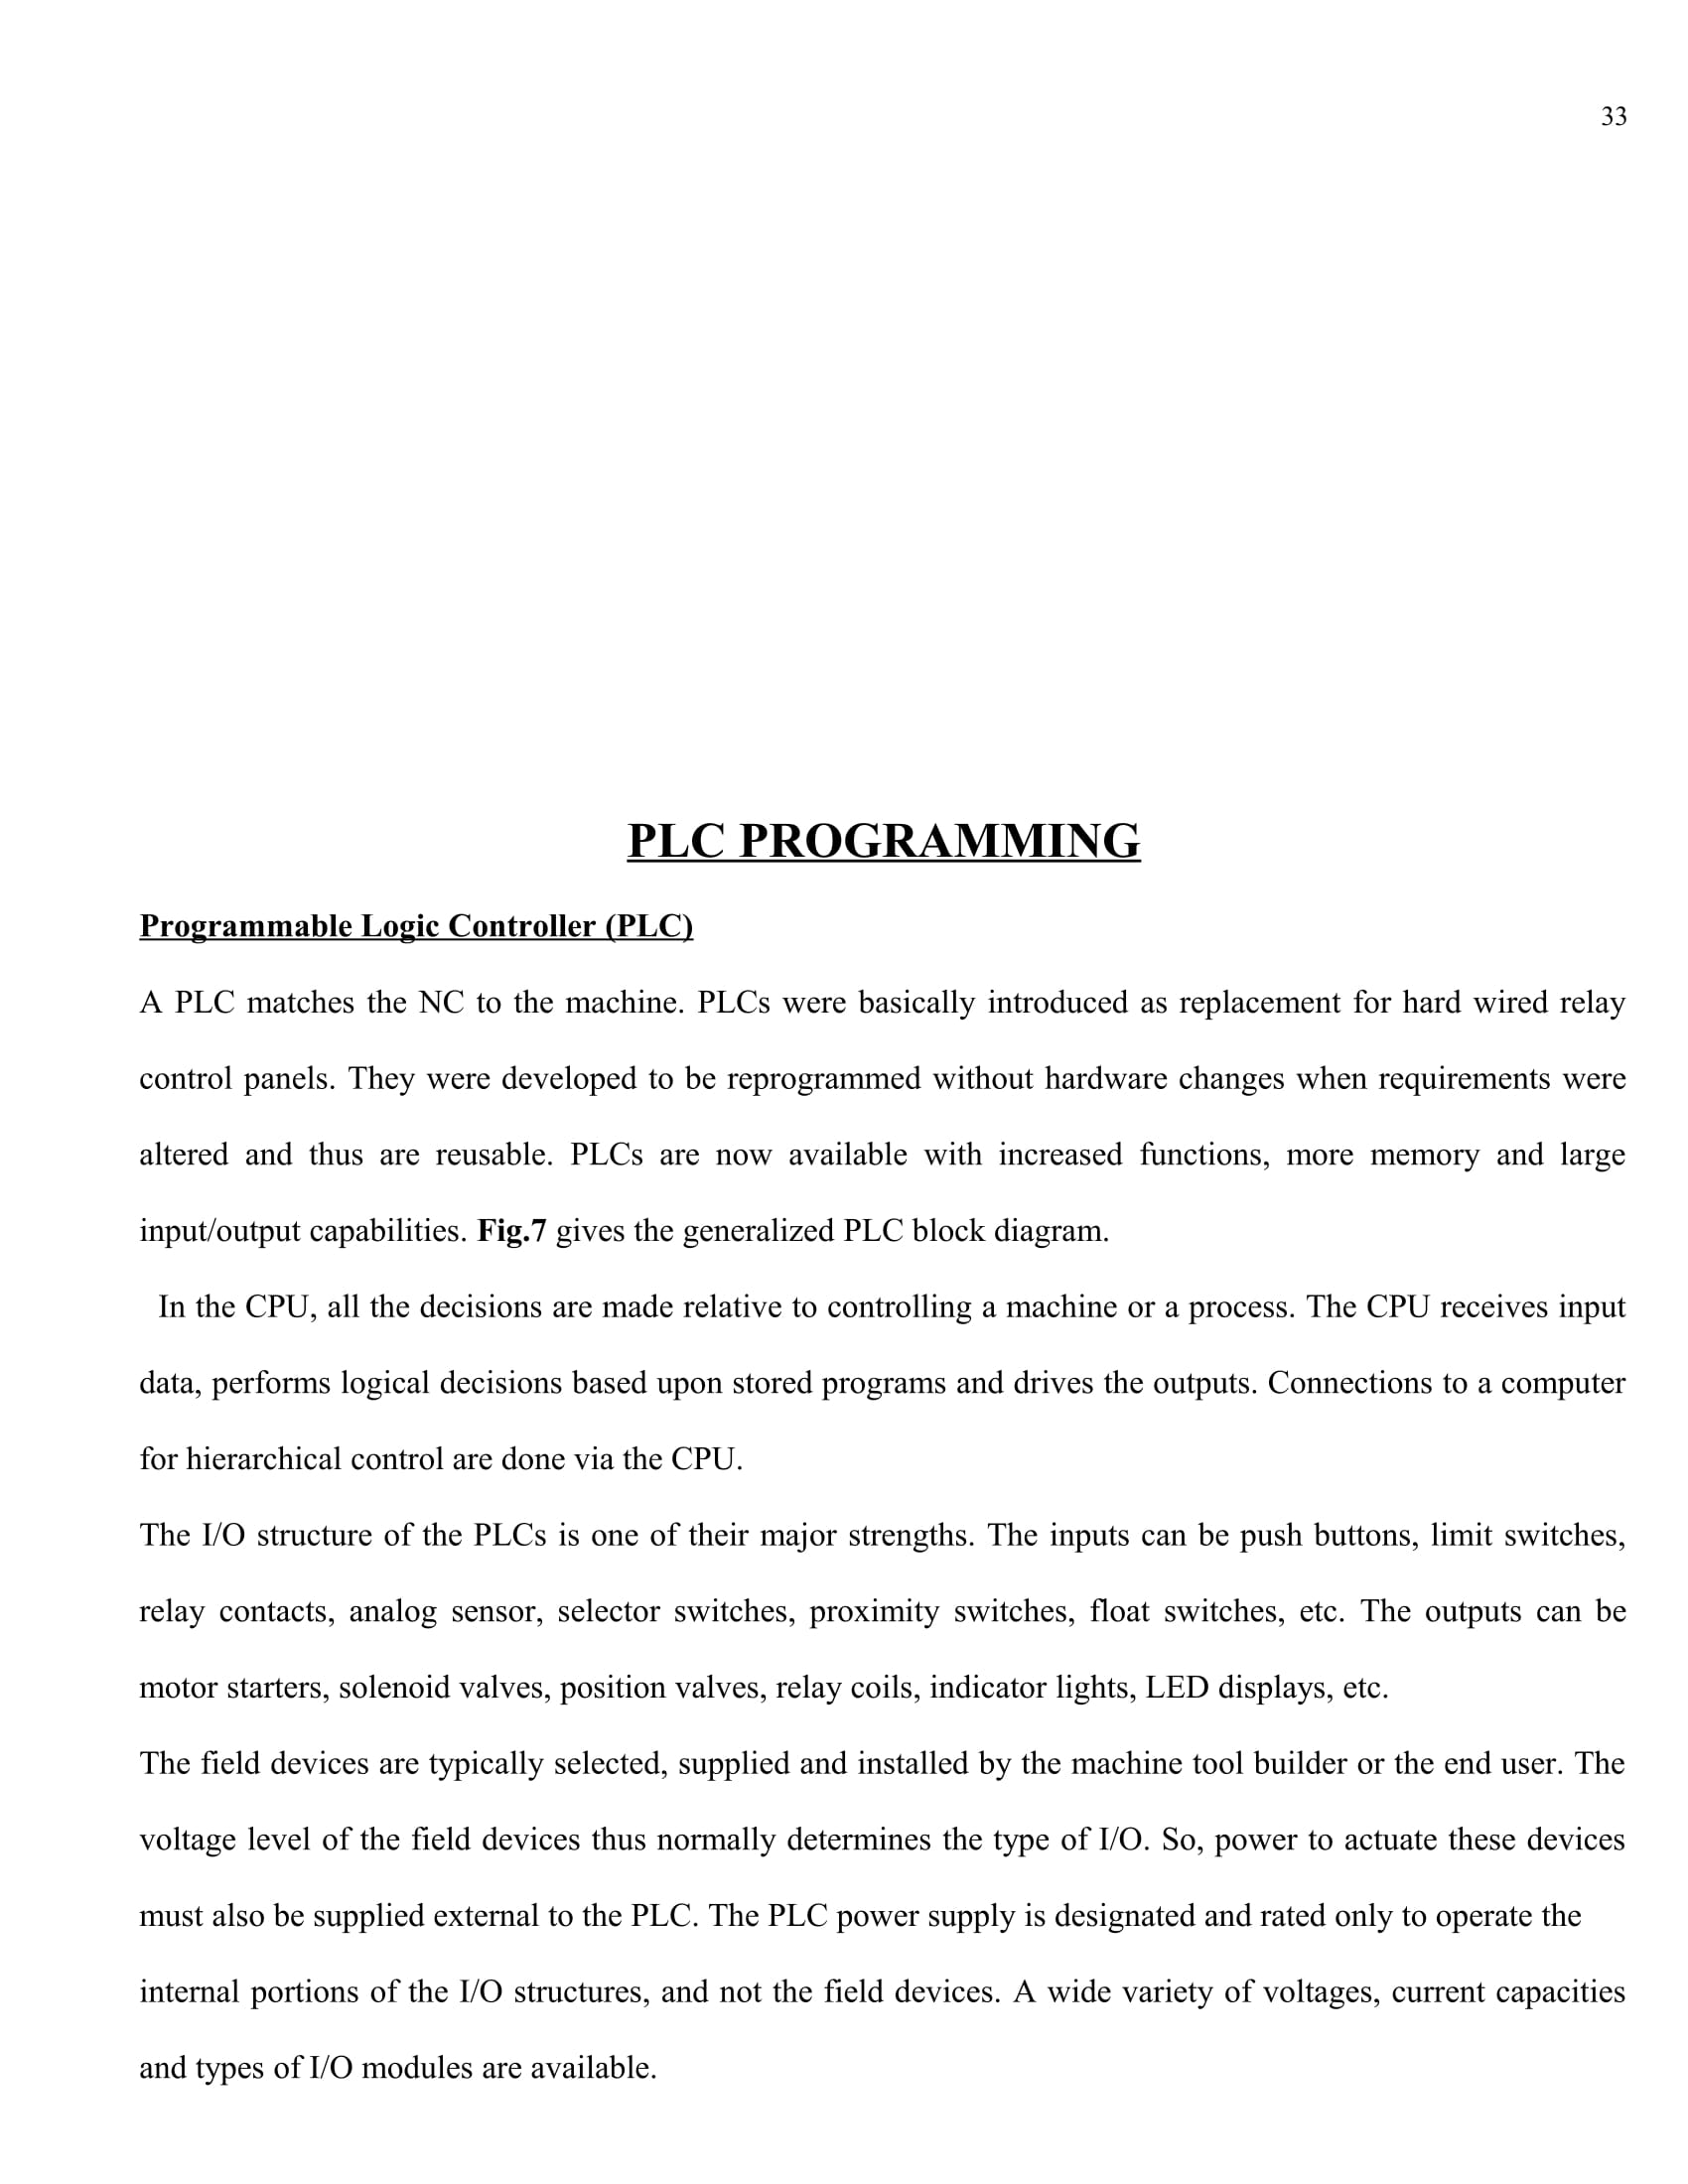 33
PLC PROGRAMMING
Programmable Logic Controller (PLC)
A PLC matches the NC to the machine. PLCs were basically introduced as replacement for hard wired relay
control panels. They were developed to be reprogrammed without hardware changes when requirements were
altered and thus are reusable. PLCs are now available with increased functions, more memory and large
input/output capabilities. Fig.7 gives the generalized PLC block diagram.
In the CPU, all the decisions are made relative to controlling a machine or a process. The CPU receives input
data, performs logical decisions based upon stored programs and drives the outputs. Connections to a computer
for hierarchical control are done via the CPU.
The I/O structure of the PLCs is one of their major strengths. The inputs can be push buttons, limit switches,
relay contacts, analog sensor, selector switches, proximity switches, float switches, etc. The outputs can be
motor starters, solenoid valves, position valves, relay coils, indicator lights, LED displays, etc.
The field devices are typically selected, supplied and installed by the machine tool builder or the end user. The
voltage level of the field devices thus normally determines the type of I/O. So, power to actuate these devices
must also be supplied external to the PLC. The PLC power supply is designated and rated only to operate the
internal portions of the I/O structures, and not the field devices. A wide variety of voltages, current capacities
and types of I/O modules are available.